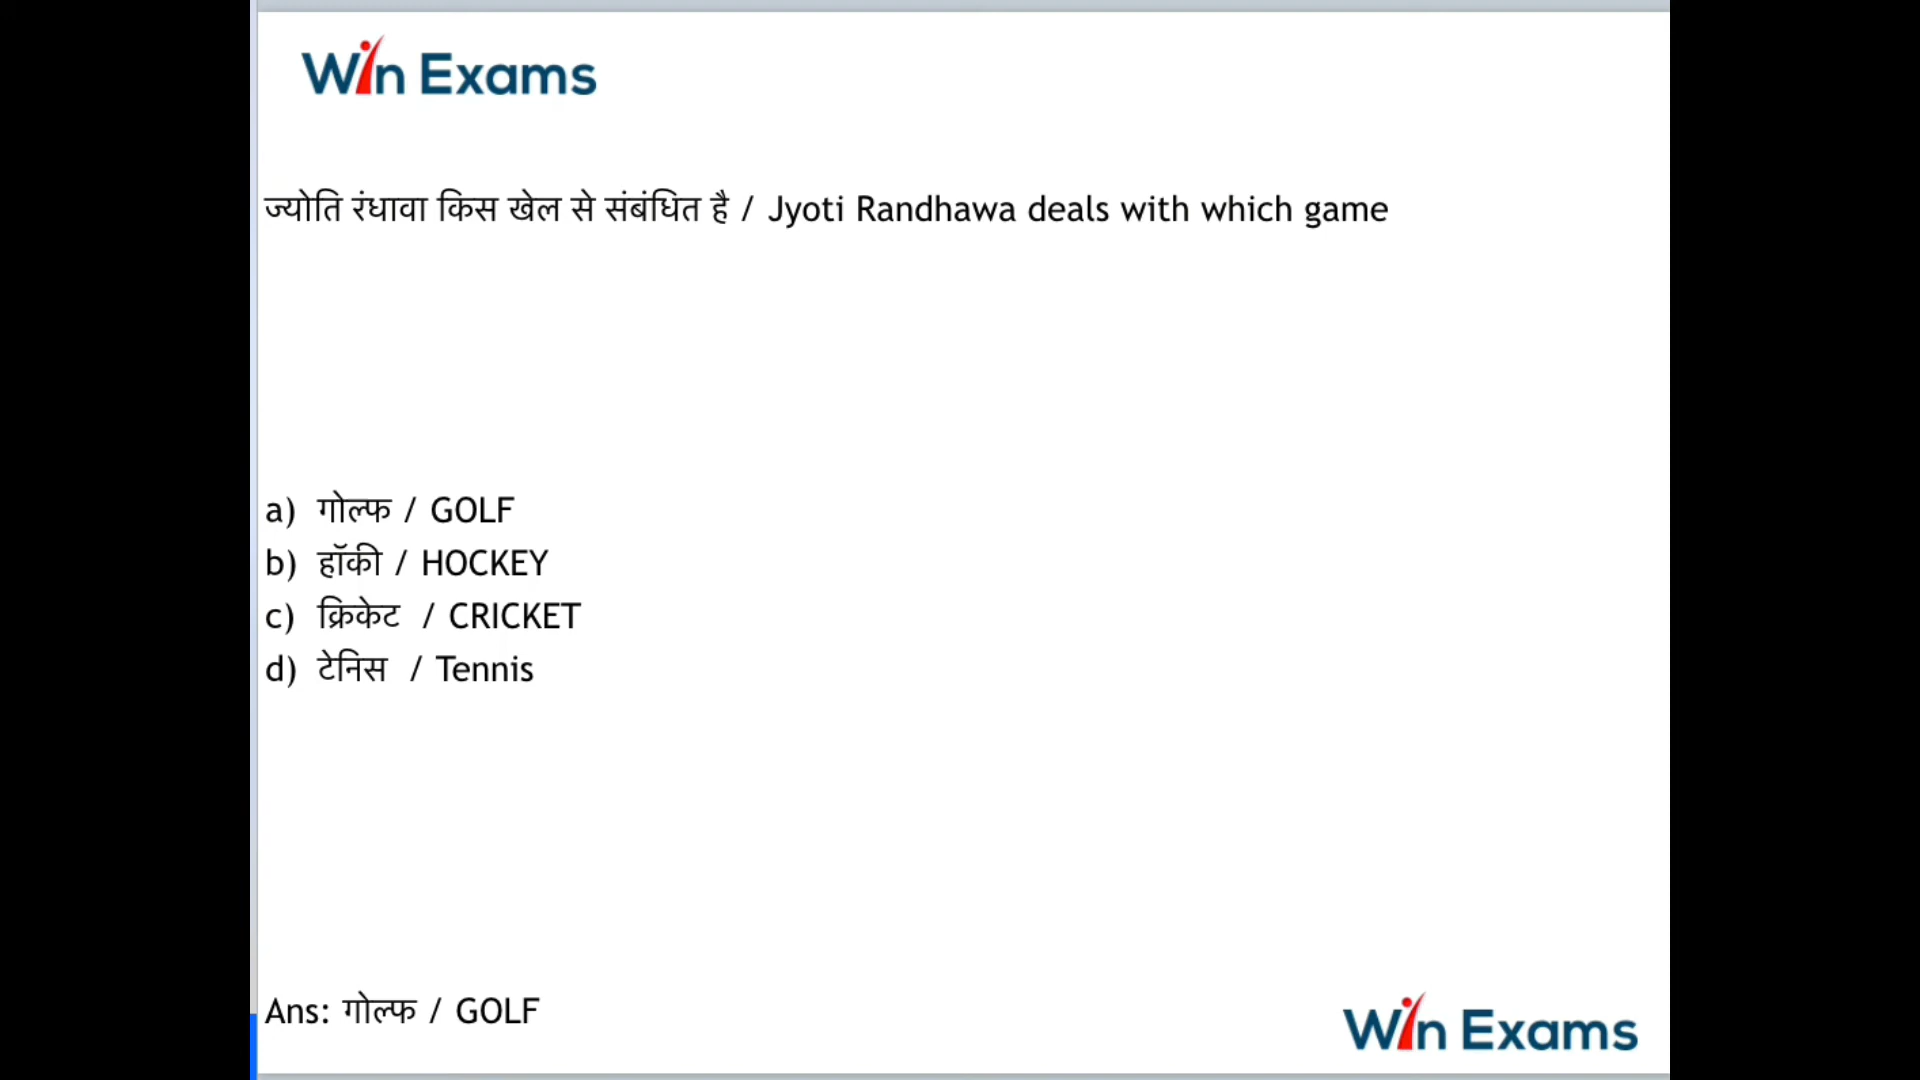 Win Exams
ज्योति रंधावा किस खेल से संबंधित है / Jyoti Randhawa deals with which game
a) गोल्फ / GOLF
b) हॉकी / HOCKEY
c) क्रिकेट / CRICKET
d) टेनिस / Tennis
Ans: गोल्फ / GOLF
Win Exams